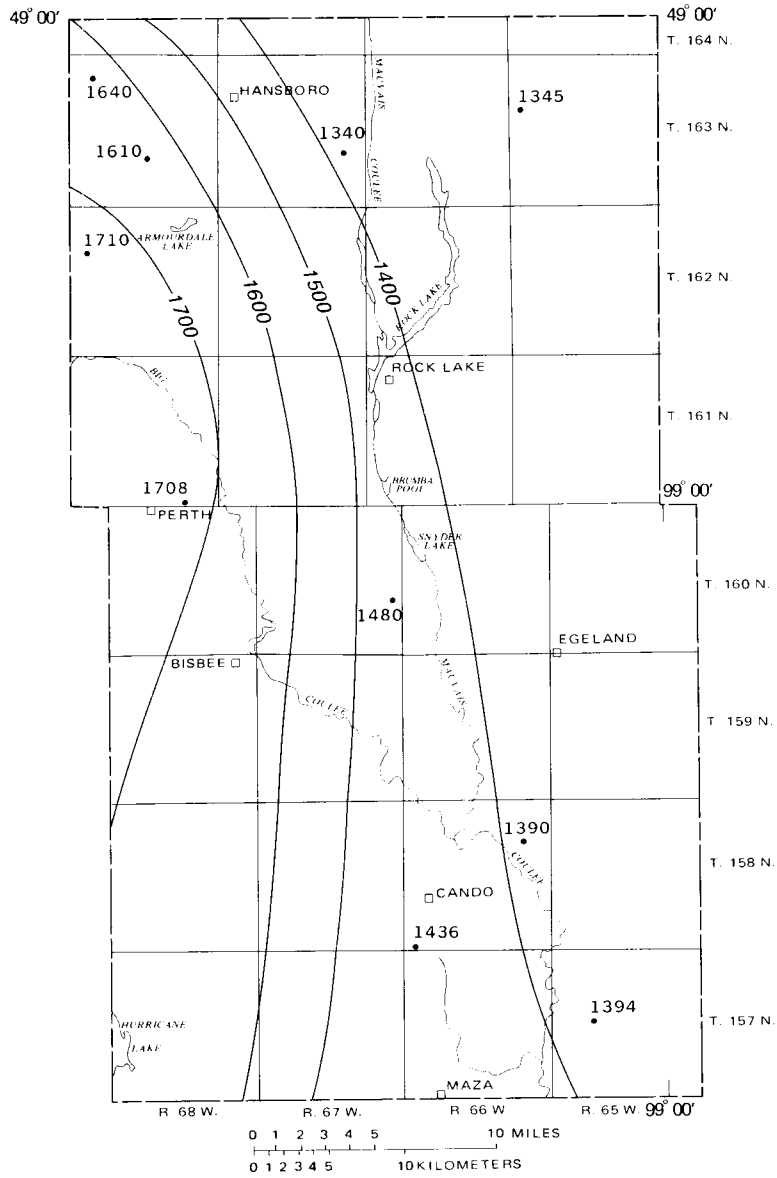 49° 00'
49° 00'
T. 164 N.
1640
HANSBORO
MAUVAIS
1345
1340
T. 163 N.
1610
COULEE
1710
ARMOURDALE
LAKE
1700
1600
1500
1400
ROCK LAKE
T. 162 N.
BIG
ROCK LAKE
T. 161 N.
1708
BRUMBA
POOL
99° 00'
PERTH
SNYDER
LAKE
T. 160 N.
1480
EGELAND
BISBEE
MAUVAIS
COULEE
T. 159 N.
1390
COULEE
T. 158 N.
CANDO
1436
1394
T. 157 N.
HURRICANE
LAKE
MAZA
R. 68 W.
R. 67 W.
R. 66 W
R. 65 W.
99° 00'
0 1 2 3 4 5 10 MILES
0 1 2 3 4 5 10 KILOMETERS